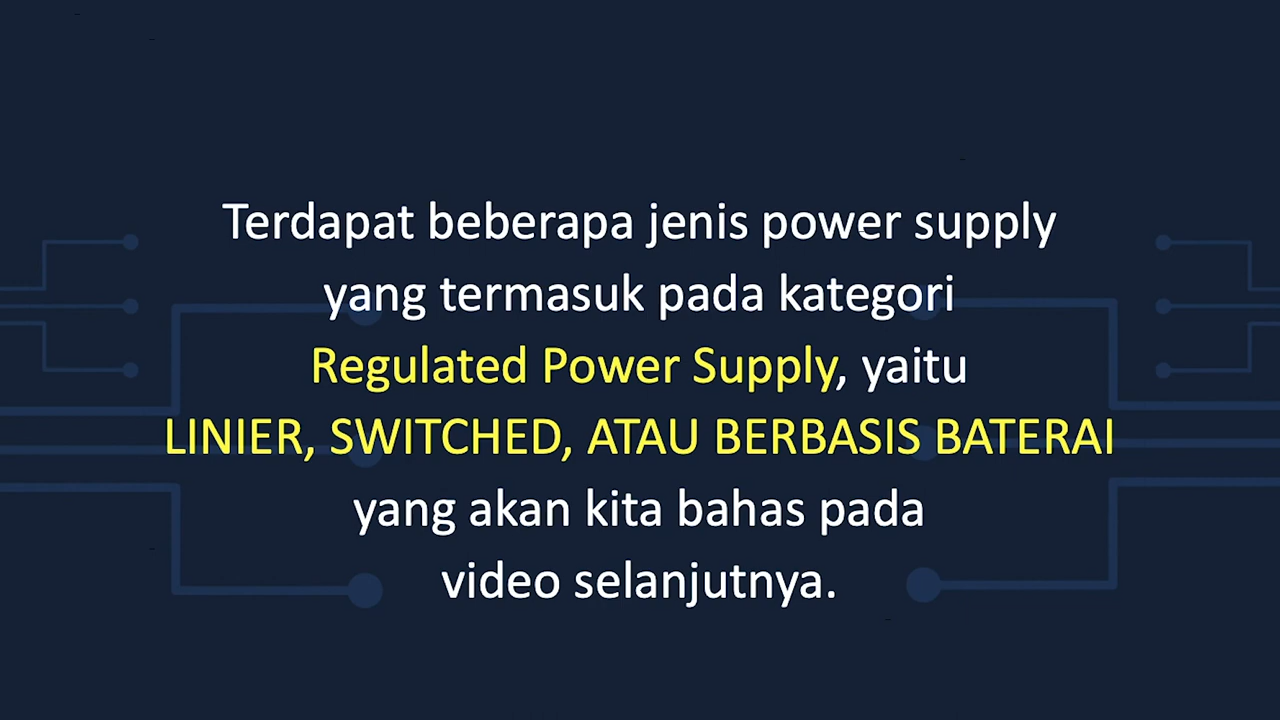 Terdapat beberapa jenis power supply
yang termasuk pada kategori
Regulated Power Supply, yaitu
LINIER, SWITCHED, ATAU BERBASIS BATERAI
yang akan kita bahas pada
video selanjutnya.